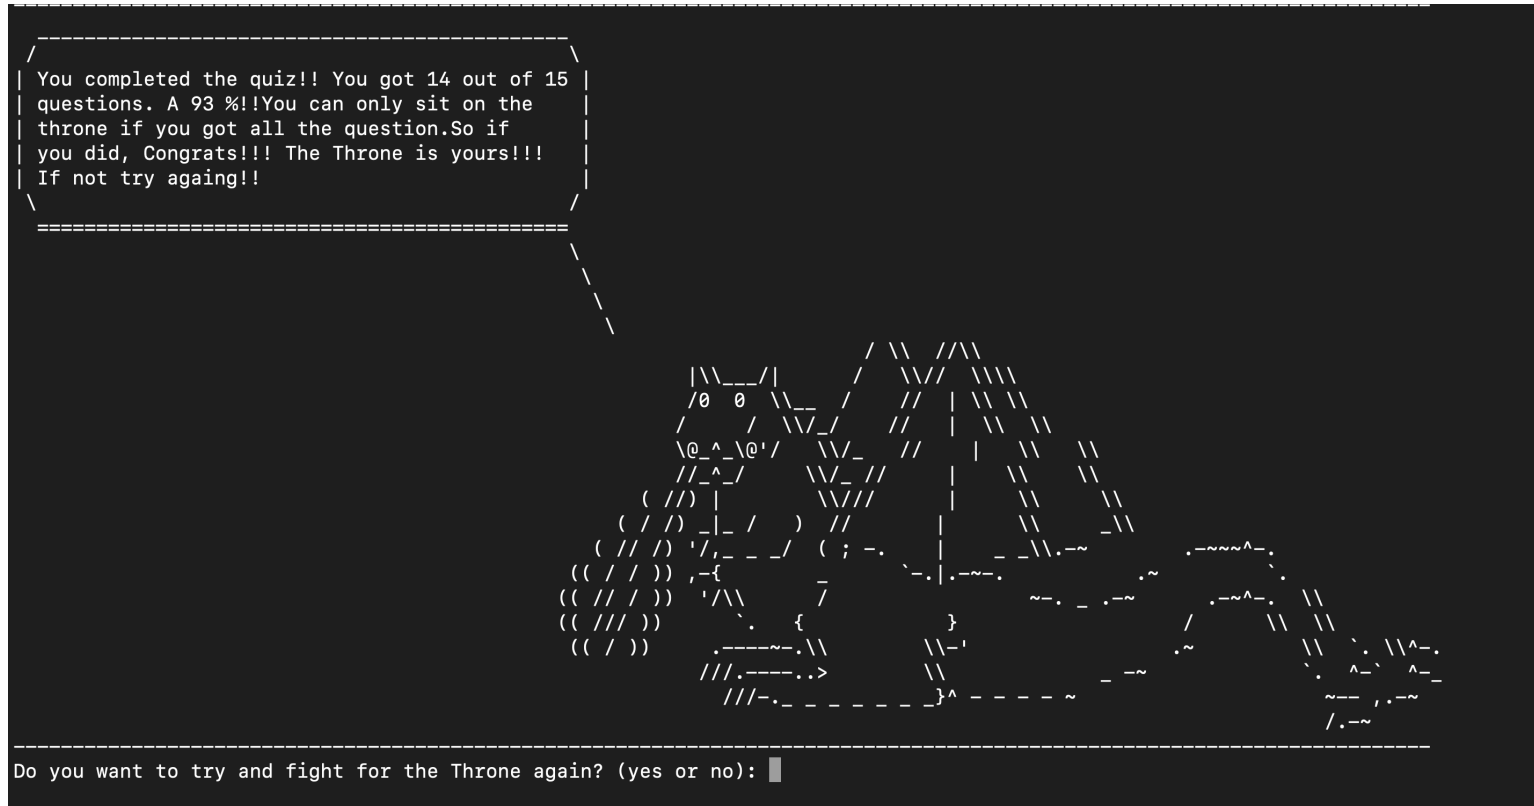 You completed the quiz!! You got 14 out of 15
questions. A 93 %!!You can only sit on the
throne if you got all the question.So if
you did, Congrats!!! The Throne is yours!!!
If not try againg!!
Do you want to try and fight for the Throne again? (yes or no):